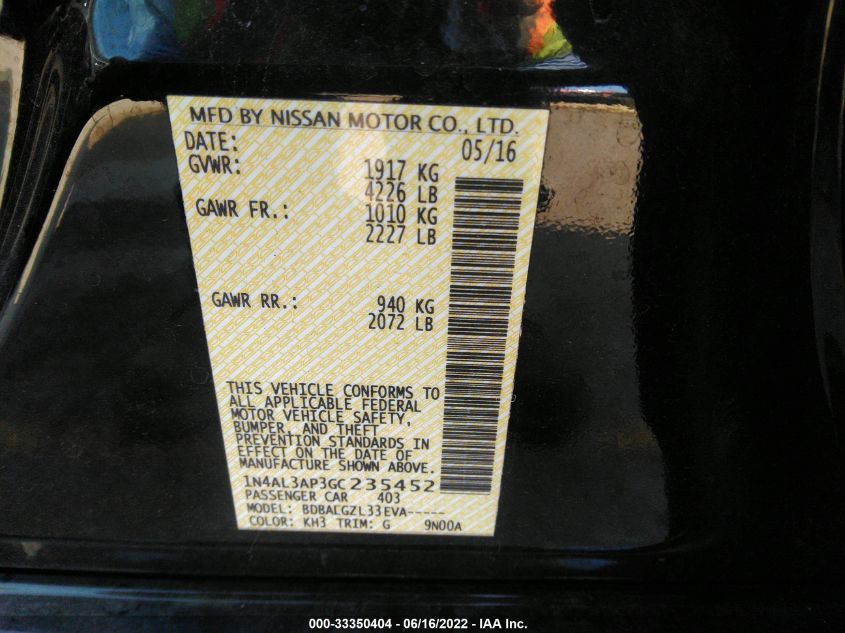 MFD BY NISSAN MOTOR CO., LTD.
DATE: 05/16
GVWR: 1917 KG
4226 LB
GAWR FR.: 1010 KG
2227 LB
GAWR RR.: 940 KG
2072 LB
THIS VEHICLE CONFORMS TO
ALL APPLICABLE FEDERAL
MOTOR VEHICLE SAFETY,
BUMPER, AND THEFT
PREVENTION STANDARDS IN
EFFECT ON THE DATE OF
MANUFACTURE SHOWN ABOVE.
1N4AL3AP3GC235452
PASSENGER CAR 403
MODEL: BDBALGZL33EVA-----
COLOR: KH3 TRIM: G 9N00A
000-33350404 - 06/16/2022 - IAA Inc.